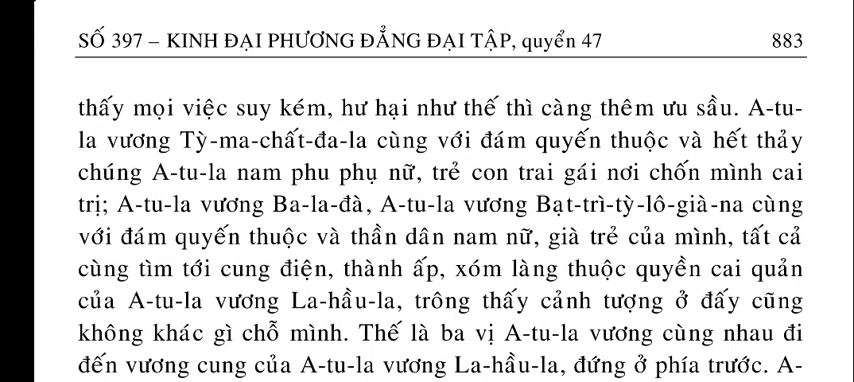 SỐ 397 – KINH ĐẠI PHƯƠNG ĐẲNG ĐẠI TẬP, quyển 47 883
thấy mọi việc suy kém, hư hại như thế thì càng thêm ưu sầu. A-tu-
la vương Tỳ-ma-chất-đa-la cùng với đám quyến thuộc và hết thảy
chúng A-tu-la nam phu phụ nữ, trẻ con trai gái nơi chốn mình cai
trị; A-tu-la vương Ba-la-đà, A-tu-la vương Bạt-trì-tỳ-lô-già-na cùng
với đám quyến thuộc và thần dân nam nữ, già trẻ của mình, tất cả
cùng tìm tới cung điện, thành ấp, xóm làng thuộc quyền cai quản
của A-tu-la vương La-hầu-la, trông thấy cảnh tượng ở đấy cũng
không khác gì chỗ mình. Thế là ba vị A-tu-la vương cùng nhau đi
đến vương cung của A-tu-la vương La-hầu-la, đứng ở phía trước. A-